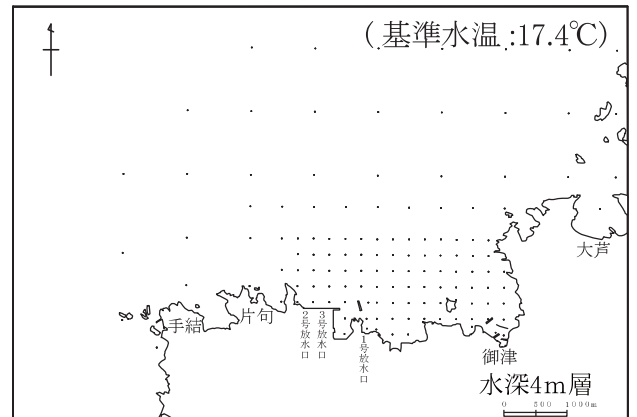 (基準水温:17.4℃)
大芦
手結
片句
2号放水口
3号放水口
1号放水口
御津
水深4m層
0 500 1000m